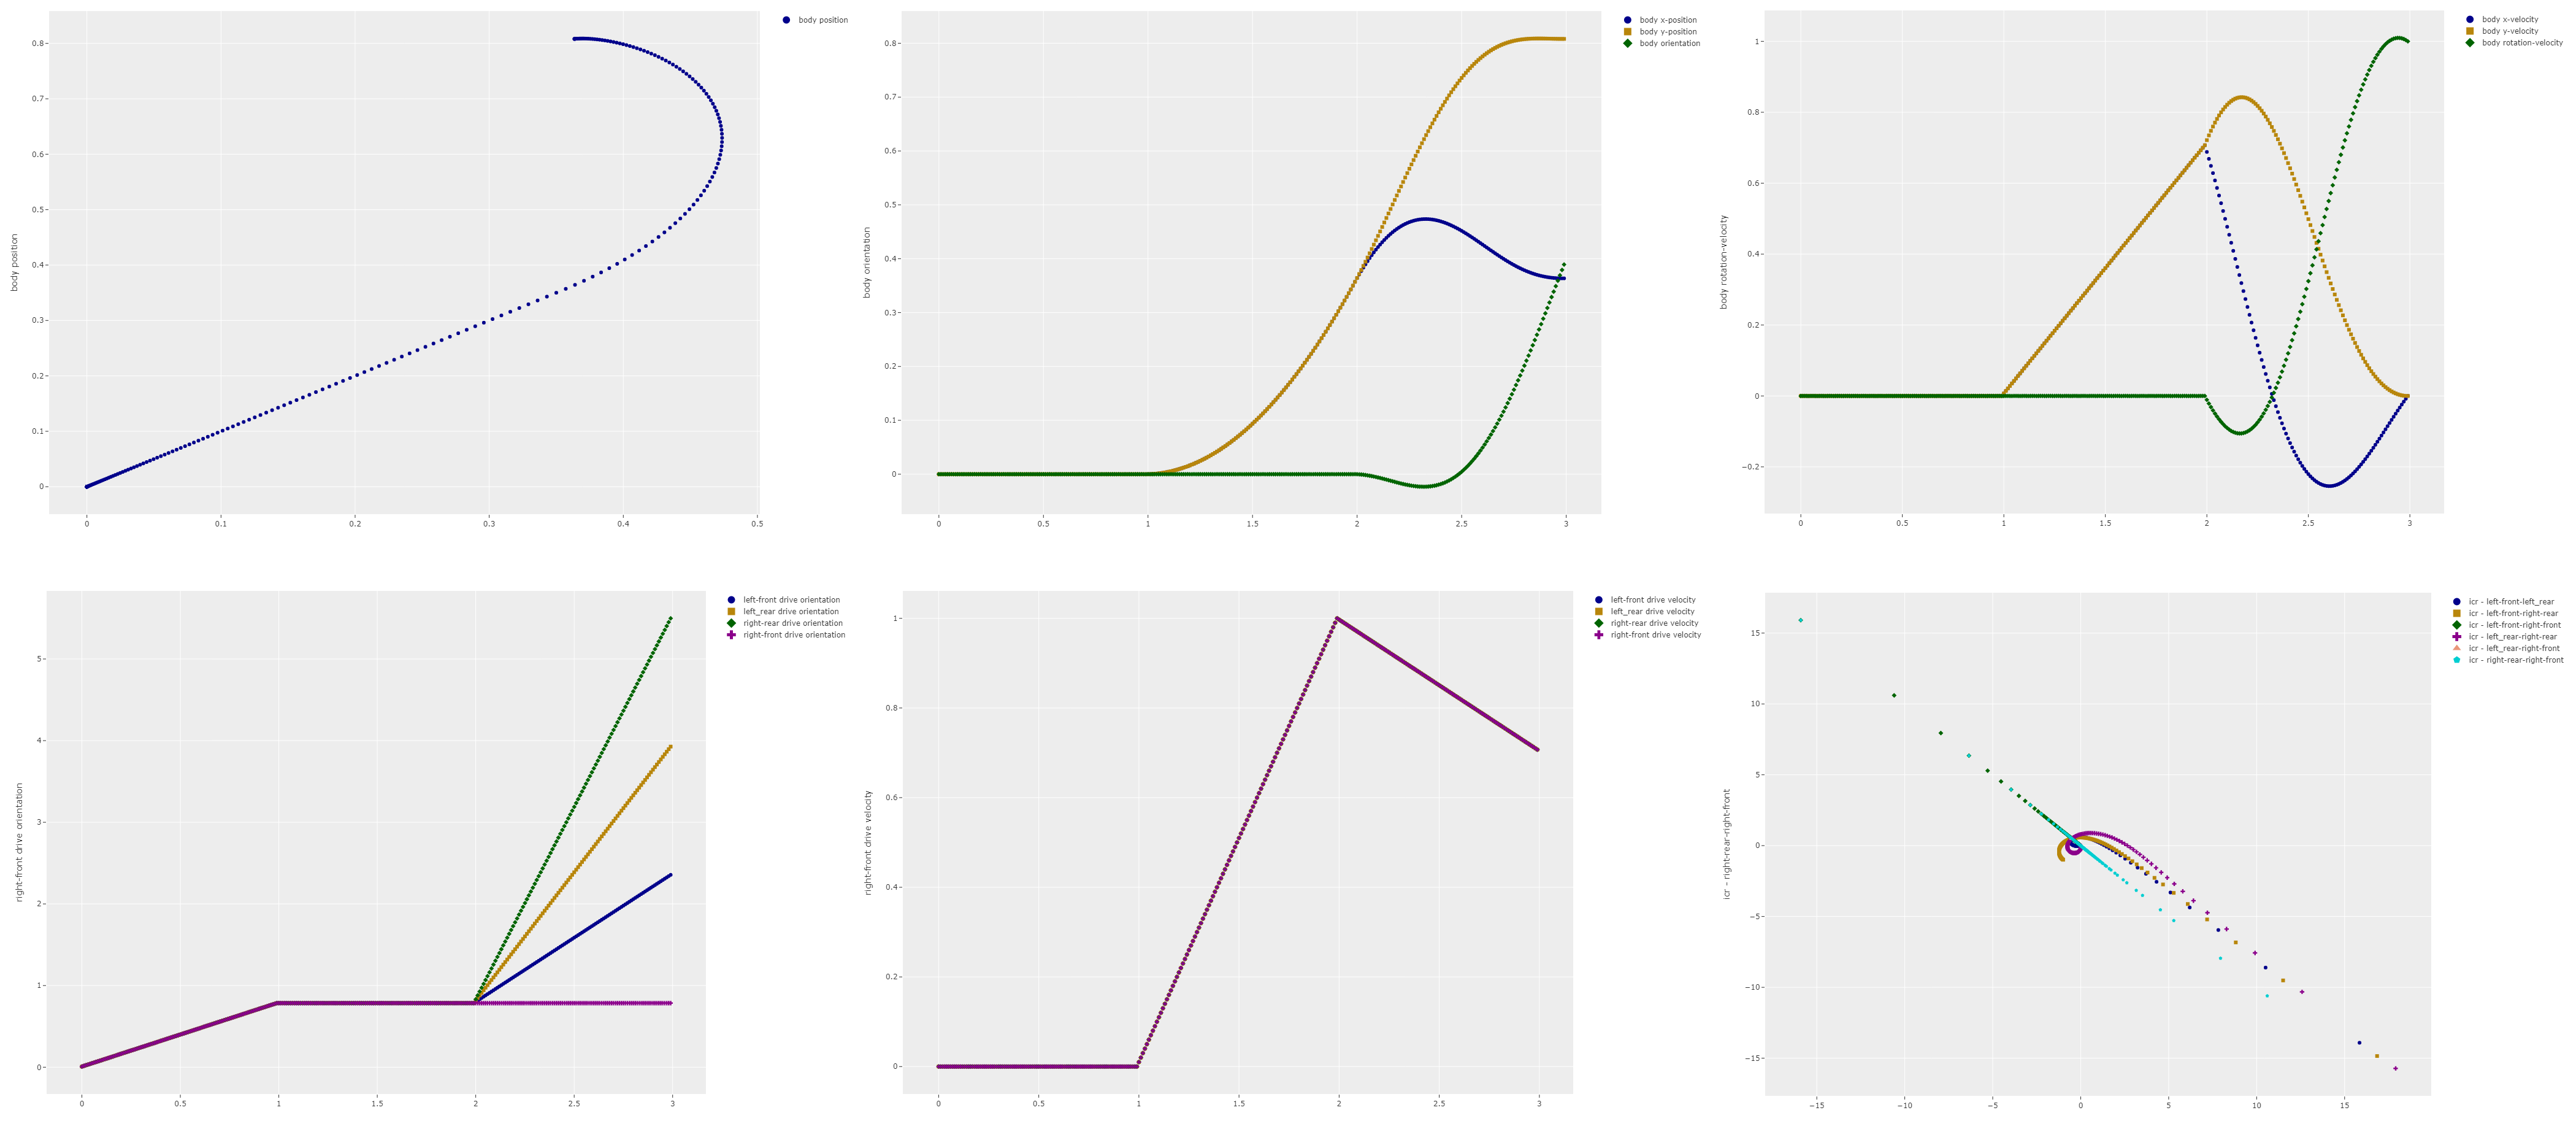 body position
0.8
0.7
0.6
0.5
0.4
0.3
0.2
0.1
0
0 0.1 0.2 0.3 0.4 0.5
body position
body orientation
0.8
0.7
0.6
0.5
0.4
0.3
0.2
0.1
0
0 0.5 1 1.5 2 2.5 3
body x-position
body y-position
body orientation
body rotation-velocity
1
0.8
0.6
0.4
0.2
0
−0.2
0 0.5 1 1.5 2 2.5 3
body x-velocity
body y-velocity
body rotation-velocity
right-front drive orientation
5
4
3
2
1
0
0 0.5 1 1.5 2 2.5 3
left-front drive orientation
left_rear drive orientation
right-rear drive orientation
right-front drive orientation
right-front drive velocity
1
0.8
0.6
0.4
0.2
0
0 0.5 1 1.5 2 2.5 3
left-front drive velocity
left_rear drive velocity
right-rear drive velocity
right-front drive velocity
icr - right-rear-right-front
15
10
5
0
−5
−10
−15
−15 −10 −5 0 5 10 15
icr - left-front-left_rear
icr - left-front-right-rear
icr - left-front-right-front
icr - left_rear-right-rear
icr - left_rear-right-front
icr - right-rear-right-front